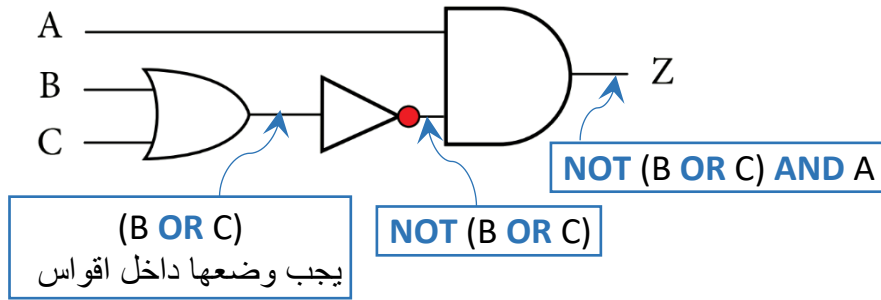 A
B
C
Z
NOT (B OR C) AND A
(B OR C)
يجب وضعها داخل اقواس
NOT (B OR C)